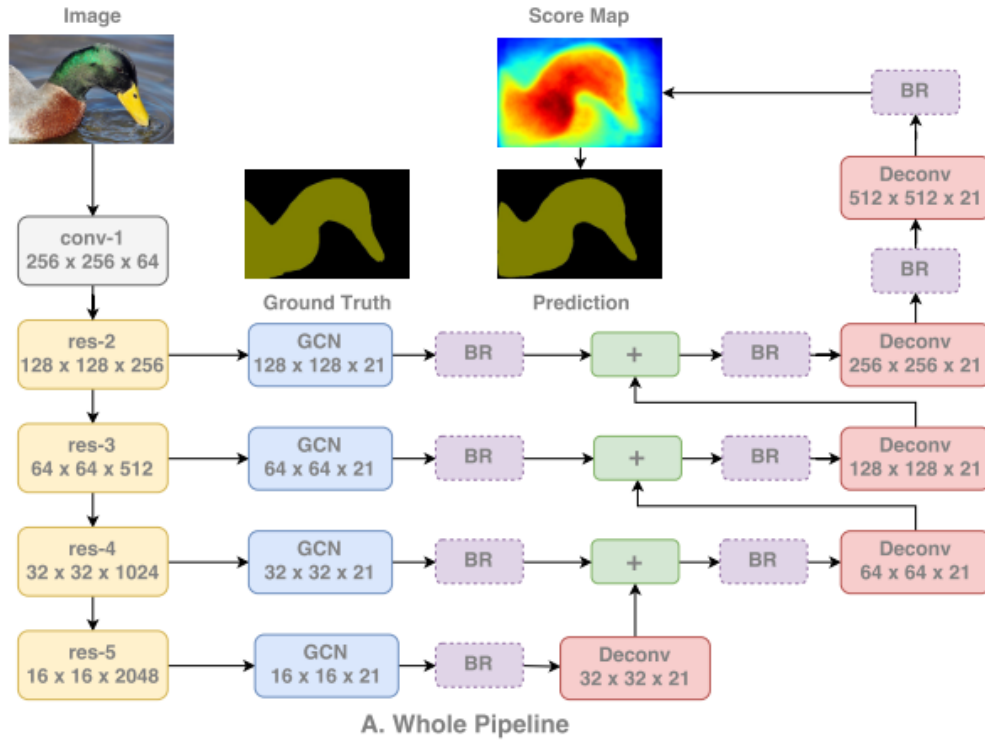 Image
Score Map
BR
Deconv
512 x 512 x 21
conv-1
256 x 256 x 64
BR
Ground Truth
Prediction
res-2
128 x 128 x 256
GCN
128 x 128 x 21
BR
+
BR
Deconv
256 x 256 x 21
res-3
64 x 64 x 512
GCN
64 x 64 x 21
BR
+
BR
Deconv
128 x 128 x 21
res-4
32 x 32 x 1024
GCN
32 x 32 x 21
BR
+
BR
Deconv
64 x 64 x 21
res-5
16 x 16 x 2048
GCN
16 x 16 x 21
BR
Deconv
32 x 32 x 21
A. Whole Pipeline